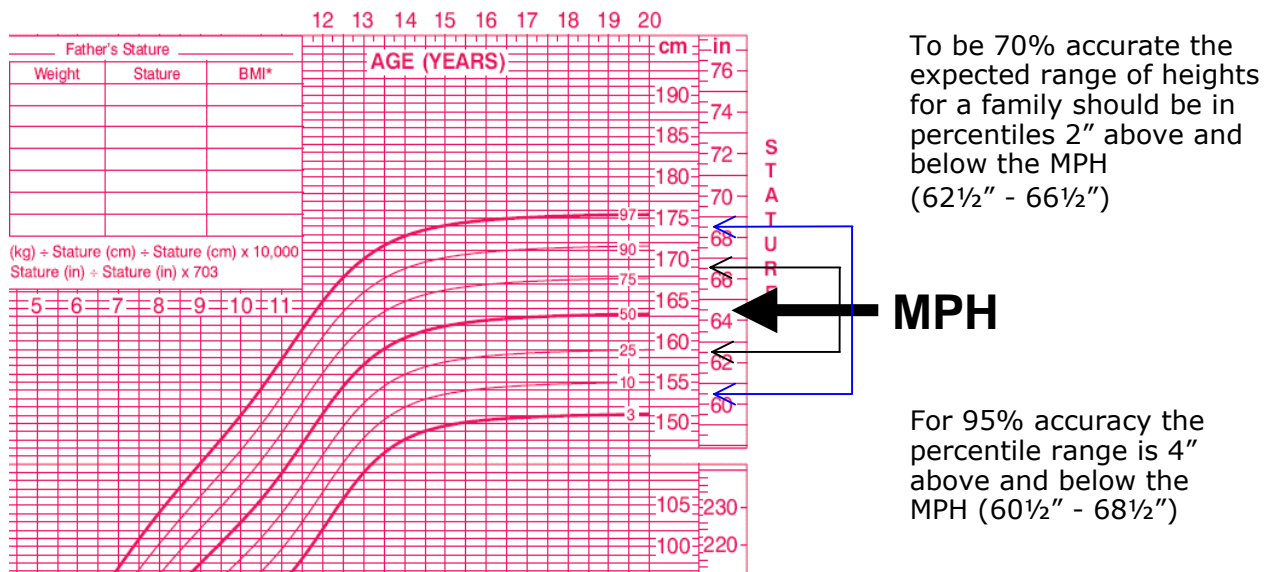 12 13 14 15 16 17 18 19 20
Father's Stature
Weight Stature BMI*
AGE (YEARS)
cm in
76
190
74
185
72
180
70
97 175
68
90
170
75
66
165
50
64
160
25
62
155
10
60
3 150
105 230
100 220
(kg) ÷ Stature (cm) ÷ Stature (cm) x 10,000
Stature (in) ÷ Stature (in) x 703
5 6 7 8 9 10 11
S
T
A
T
U
R
E
MPH
To be 70% accurate the
expected range of heights
for a family should be in
percentiles 2” above and
below the MPH
(62½” - 66½”)
For 95% accuracy the
percentile range is 4”
above and below the
MPH (60½” - 68½”)